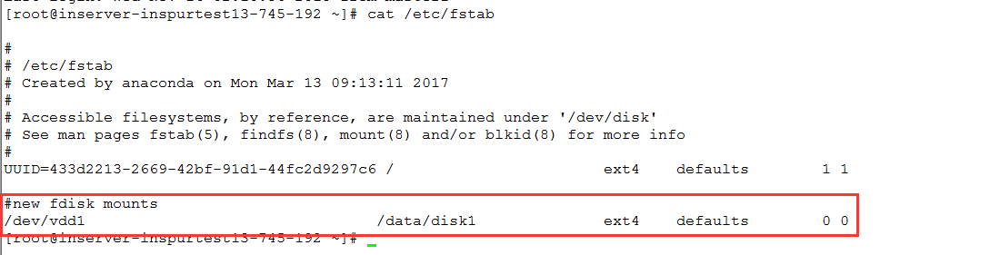 [root@inserver-inspurtest13-745-192 ~]# cat /etc/fstab
#
# /etc/fstab
# Created by anaconda on Mon Mar 13 09:13:11 2017
#
# Accessible filesystems, by reference, are maintained under '/dev/disk'
# See man pages fstab(5), findfs(8), mount(8) and/or blkid(8) for more info
#
UUID=433d2213-2669-42bf-91d1-44fc2d9297c6 / ext4 defaults 1 1
#new fdisk mounts
/dev/vdd1 /data/disk1 ext4 defaults 0 0
[root@inserver-inspurtest13-745-192 ~]#